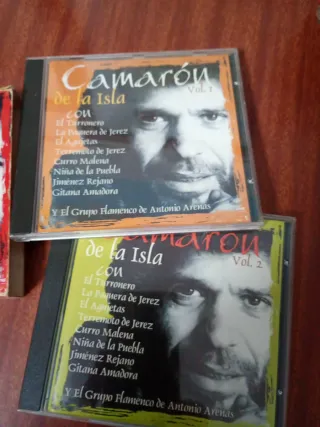 Camarón
de la Isla
Vol. 1
con
El Turronero
La Paquera de Jerez
El Agujetas
Terremoto de Jerez
Curro Malena
Niña de la Puebla
Jiménez Rejano
Gitana Amadora
Y El Grupo Flamenco de Antonio Arenas
Camarón
de la Isla
Vol. 2
con
El Turronero
La Paquera de Jerez
El Agujetas
Terremoto de Jerez
Curro Malena
Niña de la Puebla
Jiménez Rejano
Gitana Amadora
Y El Grupo Flamenco de Antonio Arenas